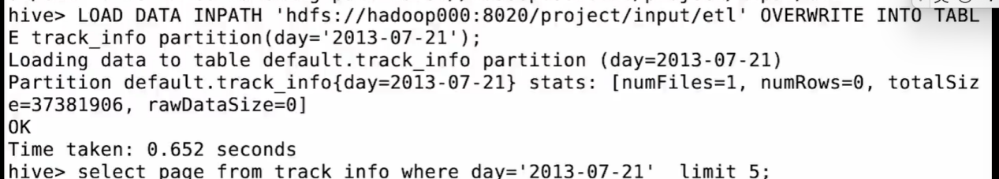 hive> LOAD DATA INPATH 'hdfs://hadoop000:8020/project/input/etl' OVERWRITE INTO TABL
E track_info partition(day='2013-07-21');
Loading data to table default.track_info partition (day=2013-07-21)
Partition default.track_info{day=2013-07-21} stats: [numFiles=1, numRows=0, totalSiz
e=37381906, rawDataSize=0]
OK
Time taken: 0.652 seconds
hive> select page from track_info where day='2013-07-21'  limit 5;